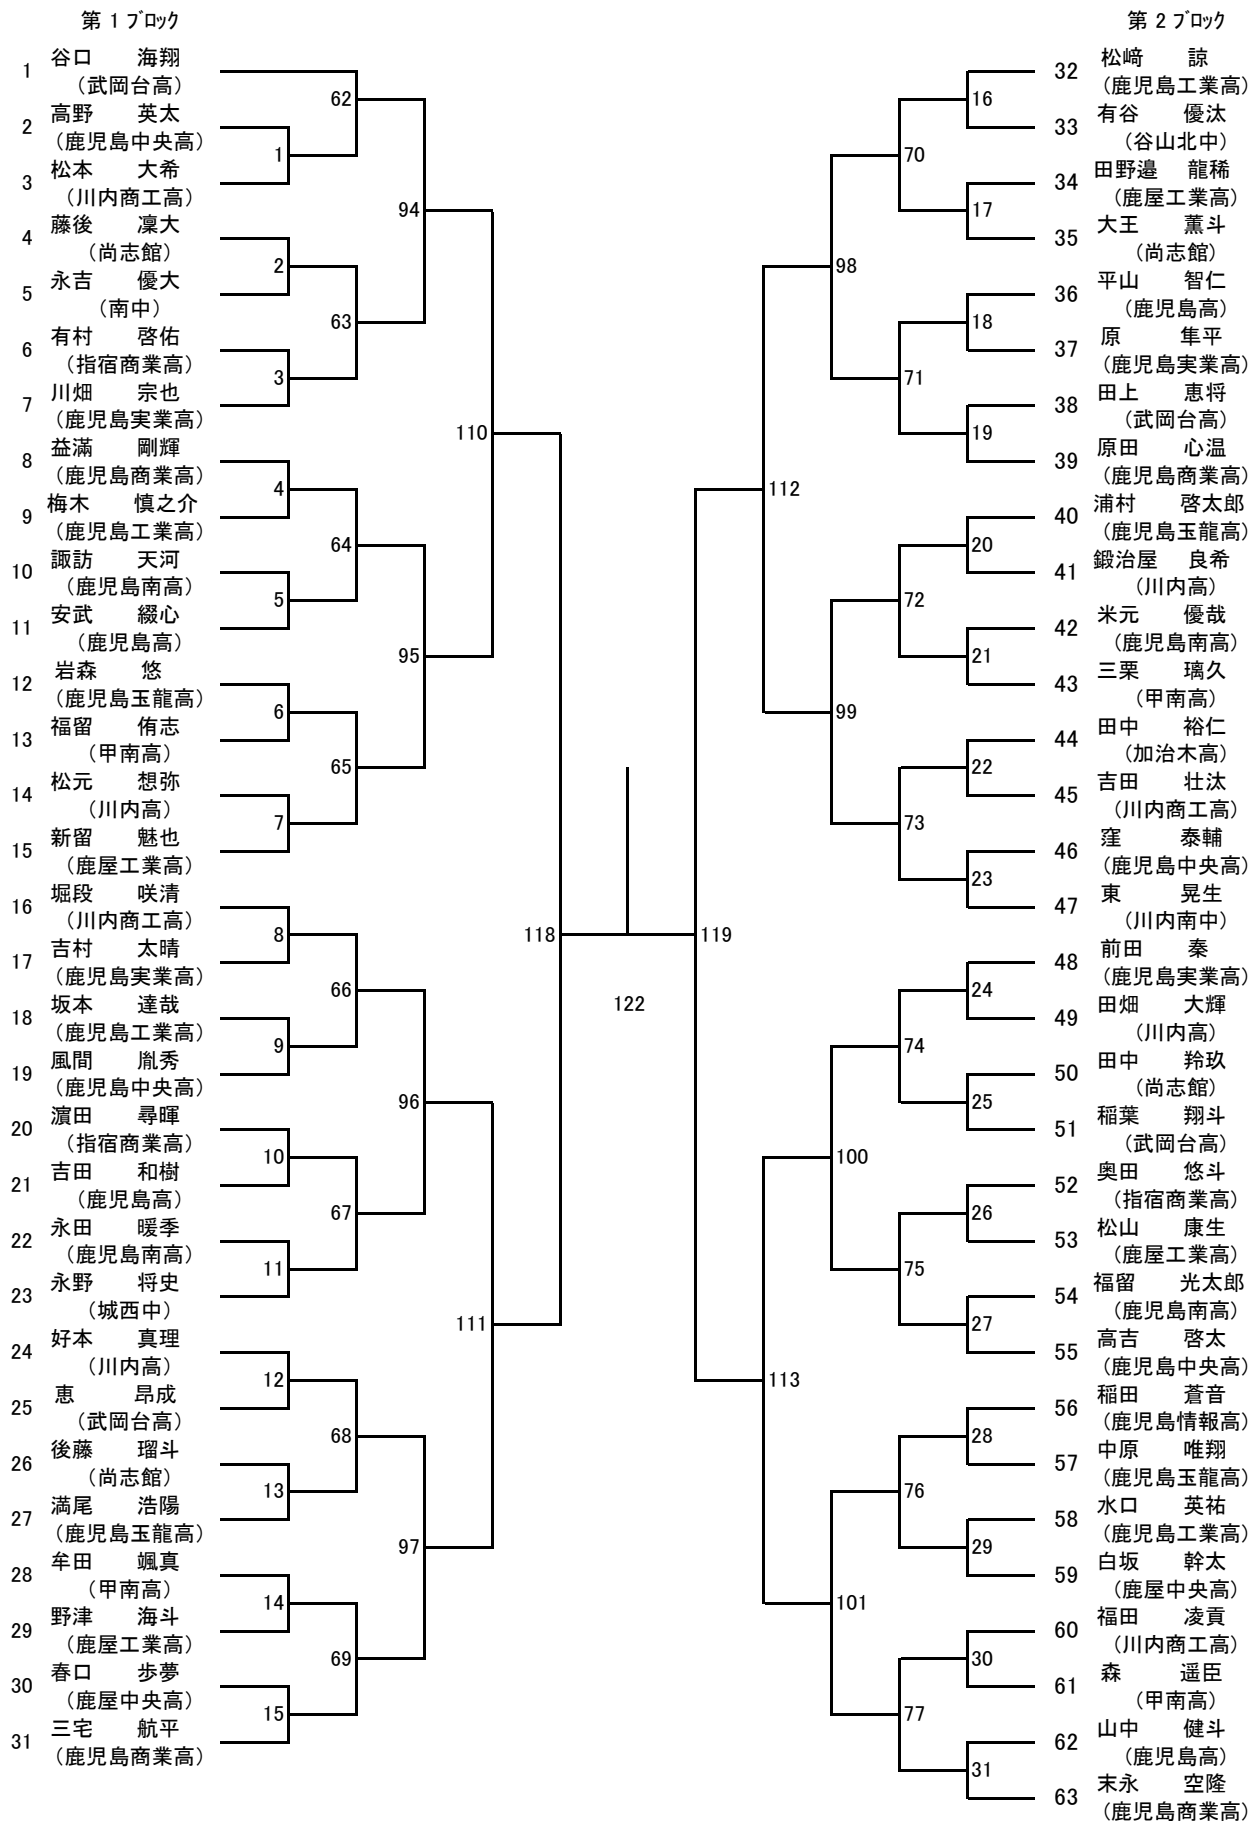 第1ブロック
1 谷口 海翔
(武岡台高)
2 高野 英太
(鹿児島中央高)
3 松本 大希
(川内商工高)
4 藤後 凜大
(尚志館)
5 永吉 優大
(南中)
6 有村 啓佑
(指宿商業高)
7 川畑 宗也
(鹿児島実業高)
8 益滿 剛輝
(鹿児島商業高)
9 梅木 慎之介
(鹿児島工業高)
10 諏訪 天河
(鹿児島南高)
11 安武 綴心
(鹿児島高)
12 岩森 悠
(鹿児島玉龍高)
13 福留 侑志
(甲南高)
14 松元 想弥
(川内高)
15 新留 魅也
(鹿屋工業高)
16 堀段 咲清
(川内商工高)
17 吉村 太晴
(鹿児島実業高)
18 坂本 達哉
(鹿児島工業高)
19 風間 胤秀
(鹿児島中央高)
20 濵田 尋暉
(指宿商業高)
21 吉田 和樹
(鹿児島高)
22 永田 暖季
(鹿児島南高)
23 永野 将史
(城西中)
24 好本 真理
(川内高)
25 恵 昂成
(武岡台高)
26 後藤 瑠斗
(尚志館)
27 満尾 浩陽
(鹿児島玉龍高)
28 牟田 颯真
(甲南高)
29 野津 海斗
(鹿屋工業高)
30 春口 歩夢
(鹿屋中央高)
31 三宅 航平
(鹿児島商業高)
1
2
3
4
5
6
7
8
9
10
11
12
13
14
15
62
63
64
65
66
67
68
69
94
95
96
97
110
111
118
122
119
112
113
98
99
100
101
70
71
72
73
74
75
76
77
16
17
18
19
20
21
22
23
24
25
26
27
28
29
30
31
第2ブロック
32 松﨑 諒
(鹿児島工業高)
33 有谷 優汰
(谷山北中)
34 田野邉 龍稀
(鹿屋工業高)
35 大王 薫斗
(尚志館)
36 平山 智仁
(鹿児島高)
37 原 隼平
(鹿児島実業高)
38 田上 恵将
(武岡台高)
39 原田 心温
(鹿児島商業高)
40 浦村 啓太郎
(鹿児島玉龍高)
41 鍛治屋 良希
(川内高)
42 米元 優哉
(鹿児島南高)
43 三栗 璃久
(甲南高)
44 田中 裕仁
(加治木高)
45 吉田 壮汰
(川内商工高)
46 窪 泰輔
(鹿児島中央高)
47 東 晃生
(川内南中)
48 前田 秦
(鹿児島実業高)
49 田畑 大輝
(川内高)
50 田中 羚玖
(尚志館)
51 稲葉 翔斗
(武岡台高)
52 奥田 悠斗
(指宿商業高)
53 松山 康生
(鹿屋工業高)
54 福留 光太郎
(鹿児島南高)
55 高吉 啓太
(鹿児島中央高)
56 稲田 蒼音
(鹿児島情報高)
57 中原 唯翔
(鹿児島玉龍高)
58 水口 英祐
(鹿児島工業高)
59 白坂 幹太
(鹿屋中央高)
60 福田 凌貢
(川内商工高)
61 森 遥臣
(甲南高)
62 山中 健斗
(鹿児島高)
63 末永 空隆
(鹿児島商業高)